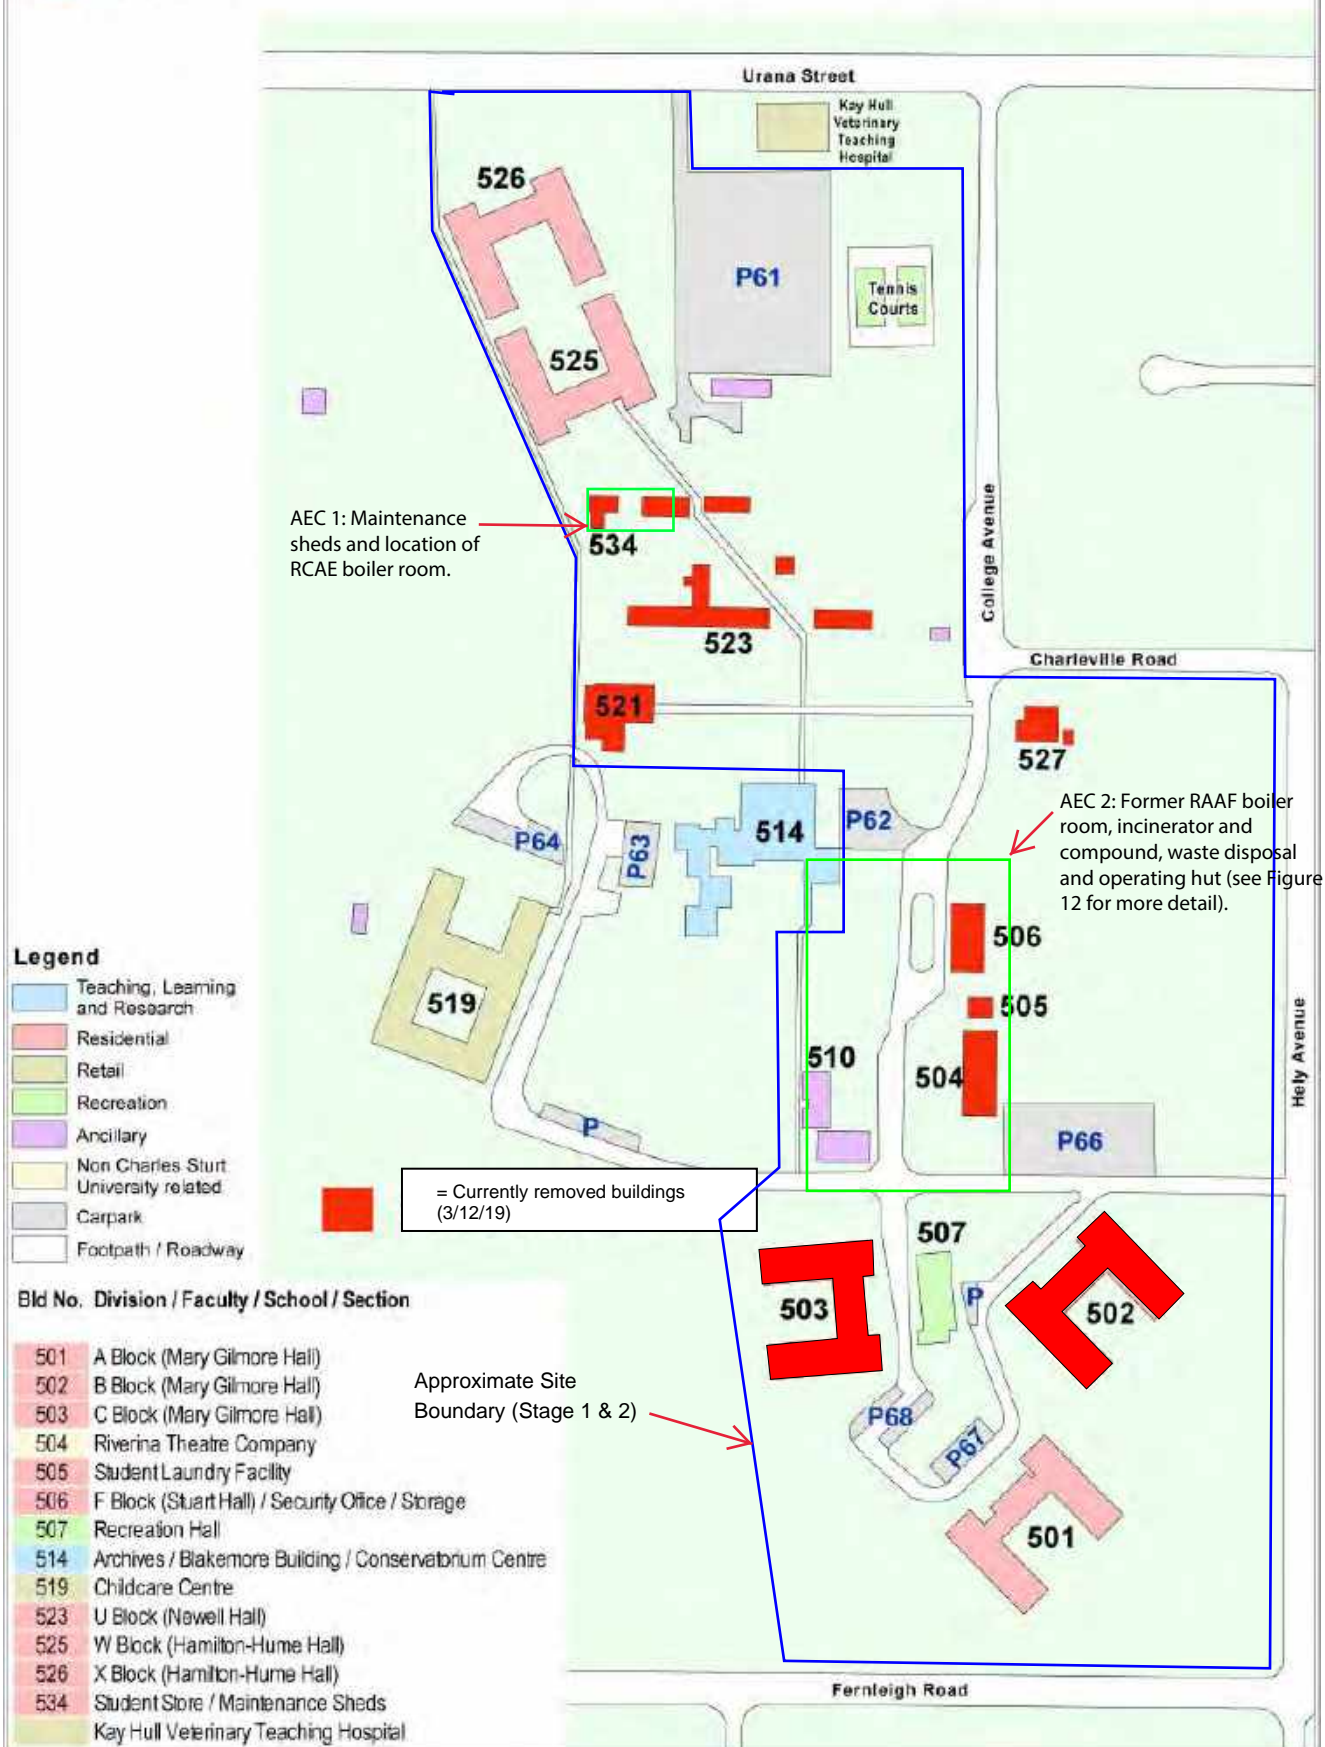 Urana Street
Kay Hull
Veterinary
Teaching
Hospital
526
P61
Tennis
Courts
525
AEC 1: Maintenance
sheds and location of
RCAE boiler room.
534
College Avenue
523
Charleville Road
521
527
AEC 2: Former RAAF boiler
room, incinerator and
compound, waste disposal
and operating hut (see Figure
12 for more detail).
P64
P63
514
P62
506
505
504
510
519
P
P66
Hely Avenue
Legend
Teaching, Learning
and Research
Residential
Retail
Recreation
Ancillary
Non Charles Sturt
University related
Carpark
Footpath / Roadway
= Currently removed buildings
(3/12/19)
507
503
P
502
Approximate Site
Boundary (Stage 1 & 2)
P68
P67
501
Bld No. Division / Faculty / School / Section
501 A Block (Mary Gilmore Hall)
502 B Block (Mary Gilmore Hall)
503 C Block (Mary Gilmore Hall)
504 Riverina Theatre Company
505 Student Laundry Facility
506 F Block (Stuart Hall) / Security Office / Storage
507 Recreation Hall
514 Archives / Blakemore Building / Conservatorium Centre
519 Childcare Centre
523 U Block (Newell Hall)
525 W Block (Hamilton-Hume Hall)
526 X Block (Hamilton-Hume Hall)
534 Student Store / Maintenance Sheds
Kay Hull Veterinary Teaching Hospital
Fernleigh Road